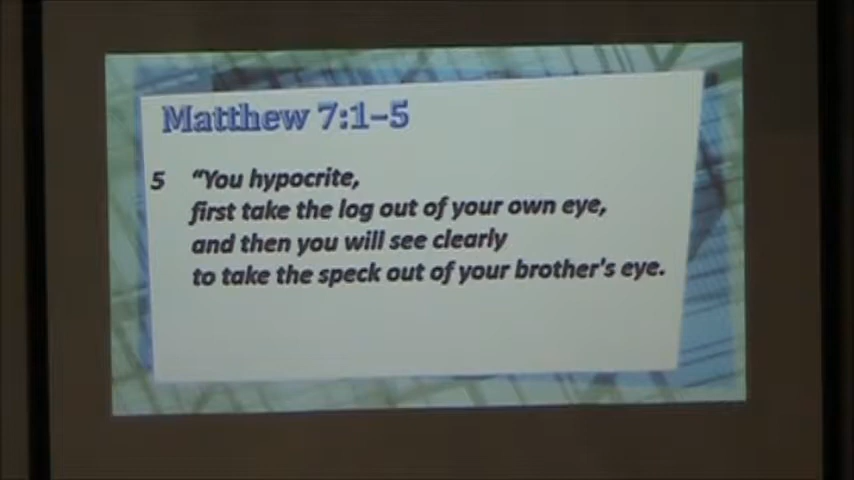 Matthew 7:1–5
5 “You hypocrite,
first take the log out of your own eye,
and then you will see clearly
to take the speck out of your brother's eye.